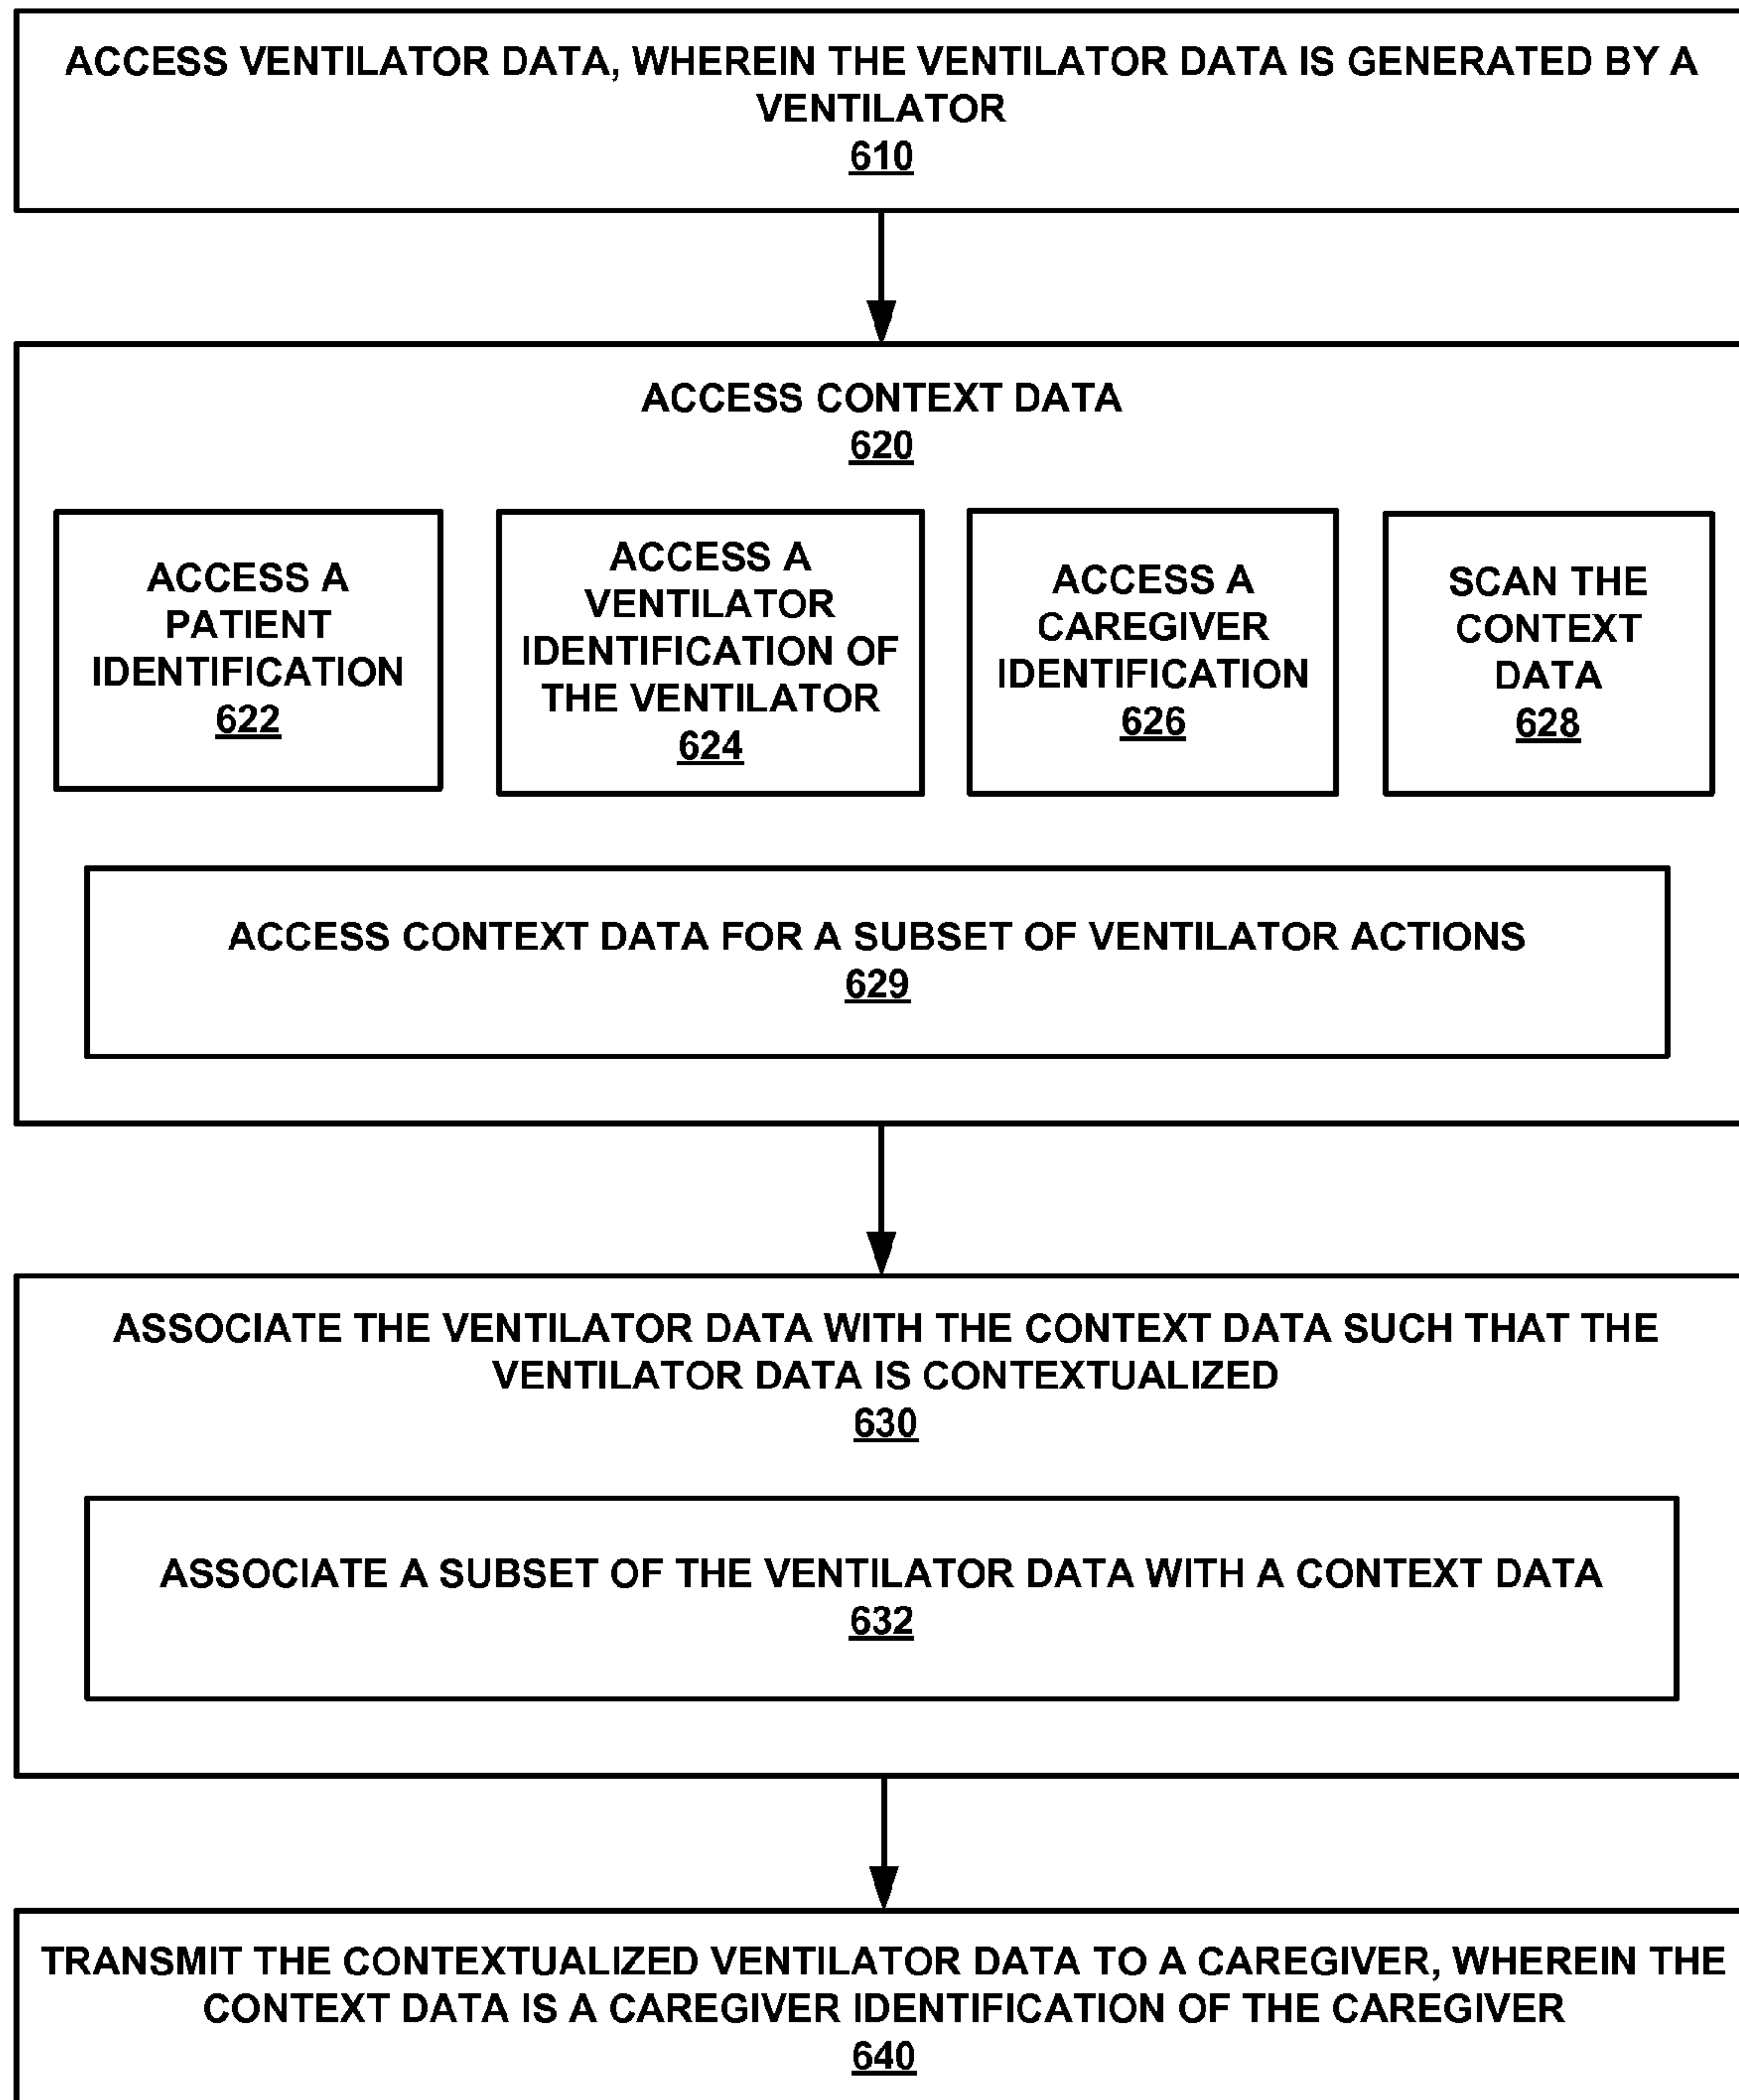 ACCESS VENTILATOR DATA, WHEREIN THE VENTILATOR DATA IS GENERATED BY A
VENTILATOR
610
ACCESS CONTEXT DATA
620
ACCESS A
PATIENT
IDENTIFICATION
622
ACCESS A
VENTILATOR
IDENTIFICATION OF
THE VENTILATOR
624
ACCESS A
CAREGIVER
IDENTIFICATION
626
SCAN THE
CONTEXT
DATA
628
ACCESS CONTEXT DATA FOR A SUBSET OF VENTILATOR ACTIONS
629
ASSOCIATE THE VENTILATOR DATA WITH THE CONTEXT DATA SUCH THAT THE
VENTILATOR DATA IS CONTEXTUALIZED
630
ASSOCIATE A SUBSET OF THE VENTILATOR DATA WITH A CONTEXT DATA
632
TRANSMIT THE CONTEXTUALIZED VENTILATOR DATA TO A CAREGIVER, WHEREIN THE
CONTEXT DATA IS A CAREGIVER IDENTIFICATION OF THE CAREGIVER
640